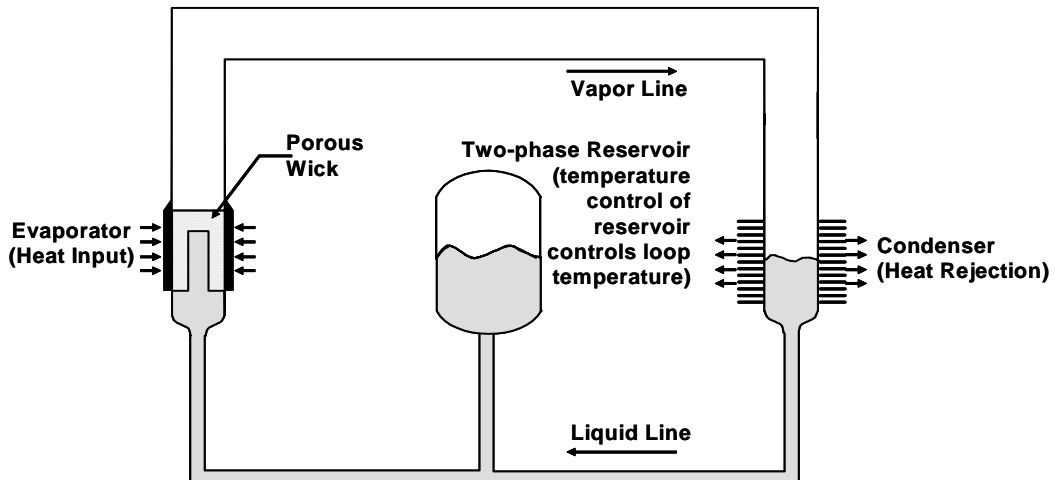 Vapor Line
Porous
Wick
Two-phase Reservoir
(temperature
control of
reservoir
controls loop
temperature)
Evaporator
(Heat Input)
Condenser
(Heat Rejection)
Liquid Line